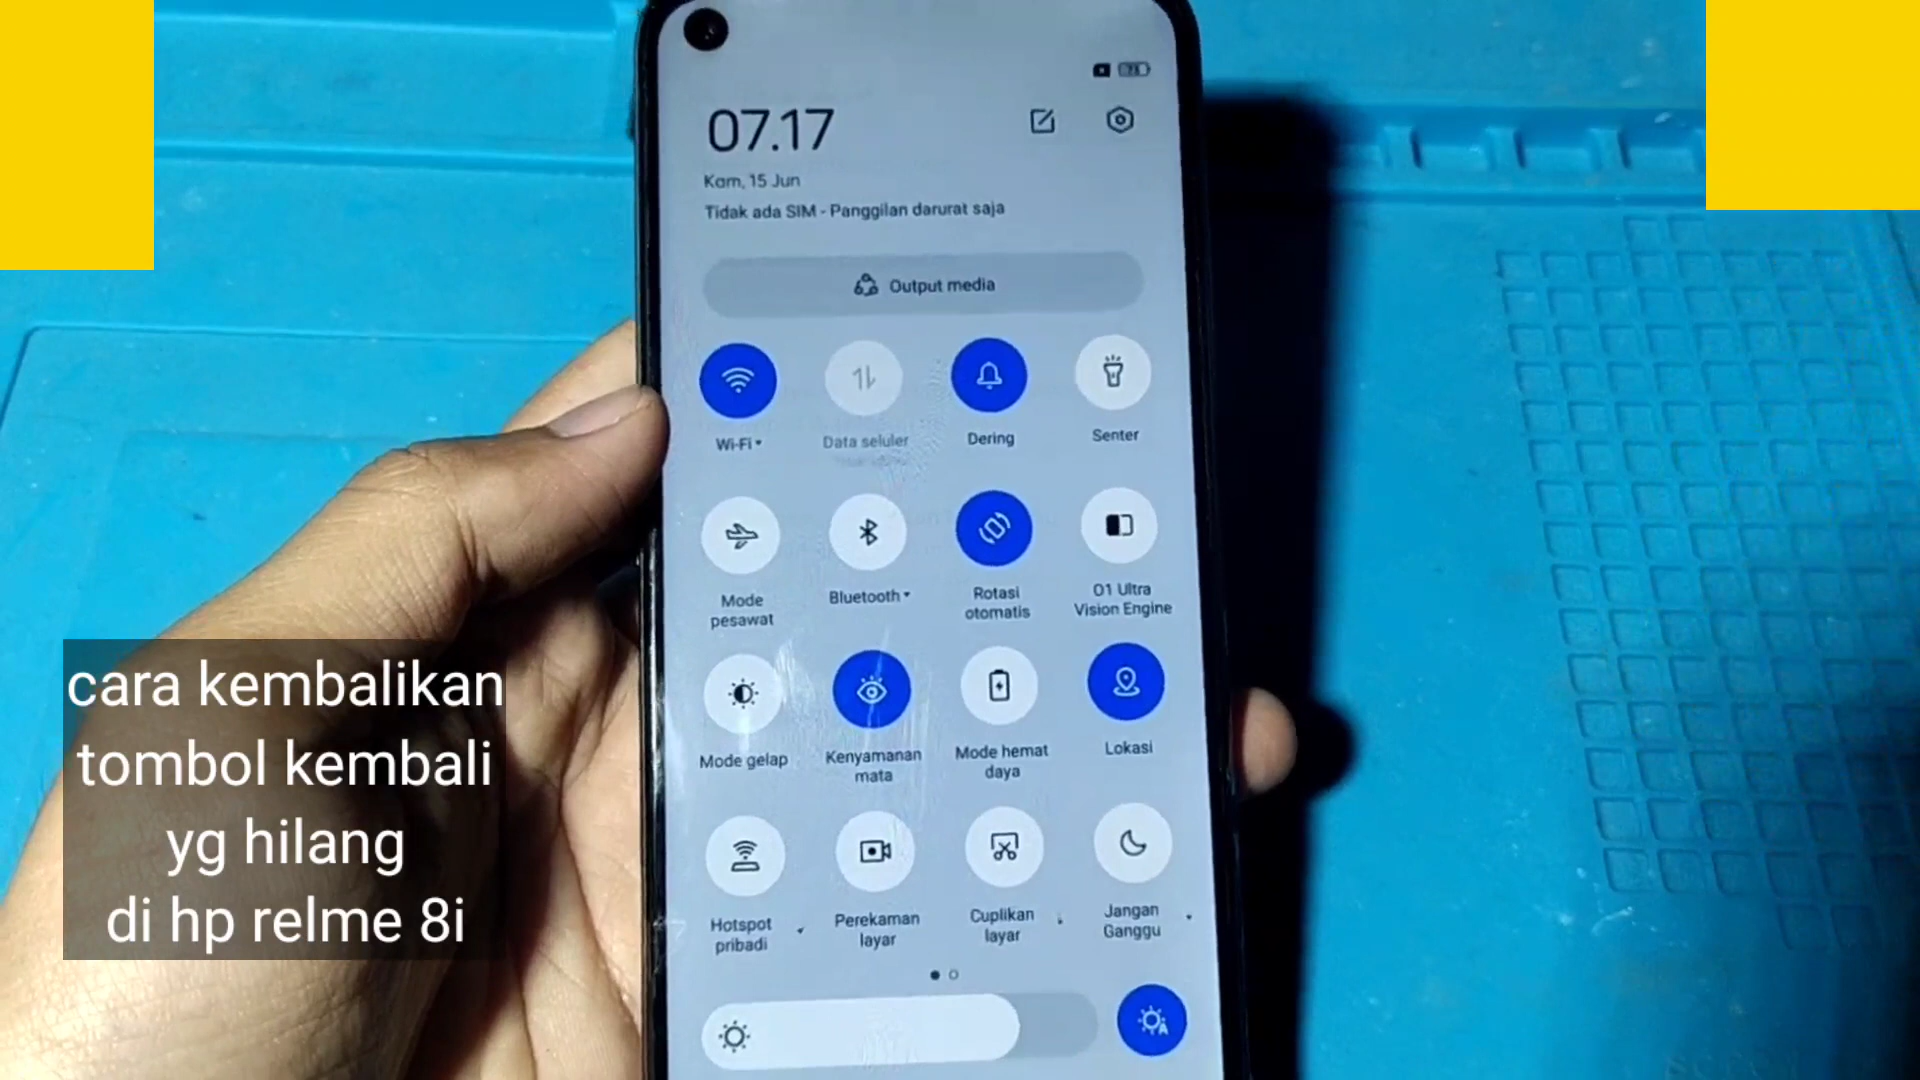 07.17
Kam, 15 Jun
Tidak ada SIM - Panggilan darurat saja
Output media
Wi-Fi
Data seluler
Dering
Senter
Mode
pesawat
Bluetooth
Rotasi
otomatis
O1 Ultra
Vision Engine
Mode gelap
Kenyamanan
mata
Mode hemat
daya
Lokasi
Hotspot
pribadi
Perekaman
layar
Cuplikan
layar
Jangan
Ganggu
cara kembalikan
tombol kembali
yg hilang
di hp relme 8i